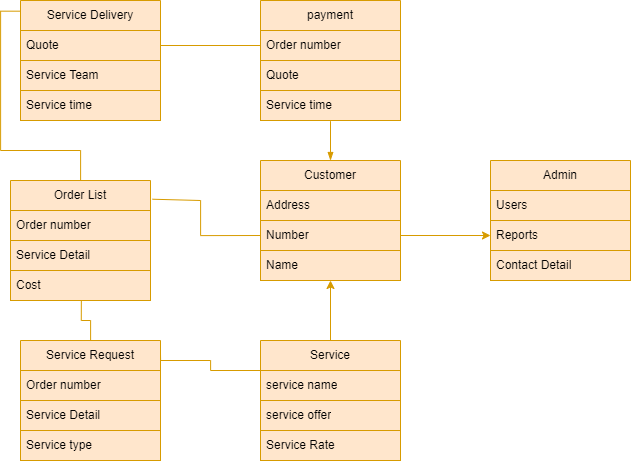 Service Delivery
Quote
Service Team
Service time
payment
Order number
Quote
Service time
Order List
Order number
Service Detail
Cost
Customer
Address
Number
Name
Admin
Users
Reports
Contact Detail
Service Request
Order number
Service Detail
Service type
Service
service name
service offer
Service Rate